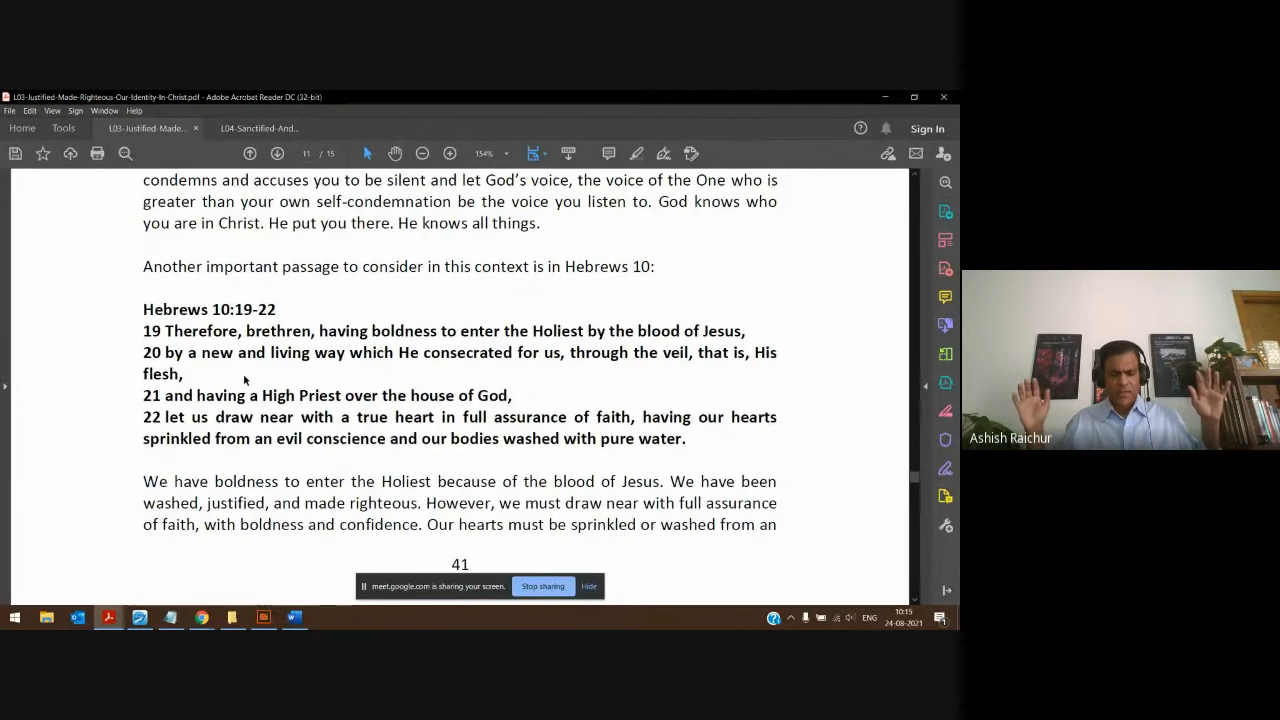 L03-Justified-Made-Righteous-Our-Identity-In-Christ.pdf - Adobe Acrobat Reader DC (32-bit)
File Edit View Sign Window Help
Home Tools L03-Justified-Made... × L04-Sanctified-And... Sign In
11 / 15 154%
condemns and accuses you to be silent and let God’s voice, the voice of the One who is
greater than your own self-condemnation be the voice you listen to. God knows who
you are in Christ. He put you there. He knows all things.
Another important passage to consider in this context is in Hebrews 10:
Hebrews 10:19-22
19 Therefore, brethren, having boldness to enter the Holiest by the blood of Jesus,
20 by a new and living way which He consecrated for us, through the veil, that is, His
flesh,
21 and having a High Priest over the house of God,
22 let us draw near with a true heart in full assurance of faith, having our hearts
sprinkled from an evil conscience and our bodies washed with pure water.
We have boldness to enter the Holiest because of the blood of Jesus. We have been
washed, justified, and made righteous. However, we must draw near with full assurance
of faith, with boldness and confidence. Our hearts must be sprinkled or washed from an
41
meet.google.com is sharing your screen. Stop sharing Hide
ENG 10:15
24-08-2021
Ashish Raichur